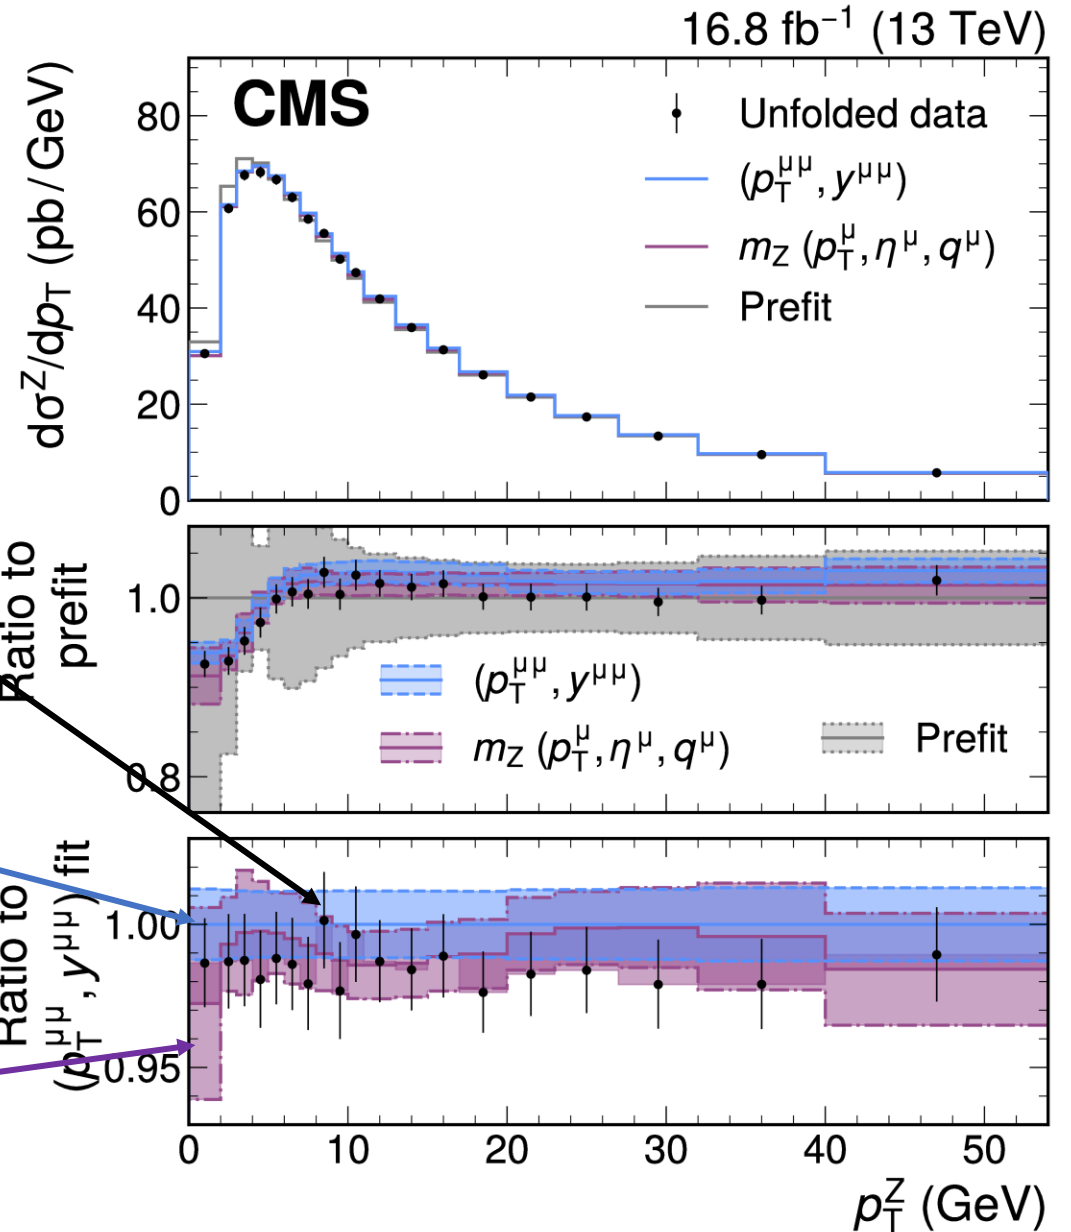 16.8 fb⁻¹ (13 TeV)
CMS
dσᶻ/dp_T (pb/GeV)
80
60
40
20
0
Unfolded data
(p_T^μμ, y^μμ)
m_Z (p_T^μ, η^μ, q^μ)
Prefit
Ratio to
prefit
1.0
0.8
(p_T^μμ, y^μμ)
m_Z (p_T^μ, η^μ, q^μ)
Prefit
Ratio to
(p_T^μμ, y^μμ) fit
1.00
0.95
0 10 20 30 40 50
p_T^Z (GeV)